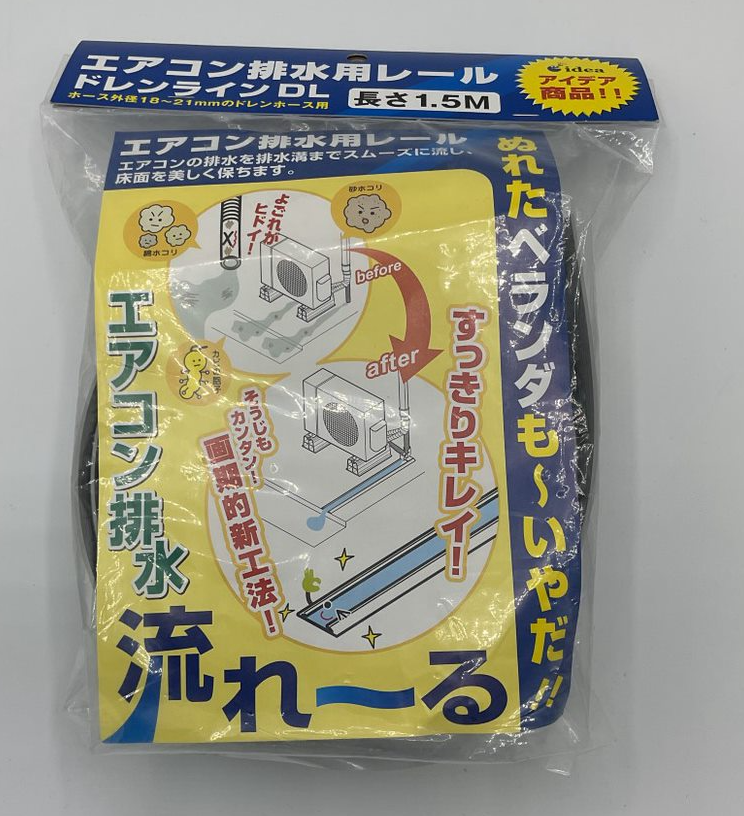 エアコン排水用レール
ドレンラインDL
ホース外径18〜21mmのドレンホース用
長さ1.5M
idea
アイデア
商品!!
エアコン排水用レール
エアコンの排水を排水溝までスムーズに流し、
床面を美しく保ちます。
ぬれたベランダも〜いやだ!!
綿ホコリ
よごれが
ヒドイ!
砂ホコリ
before
after
すっきりキレイ!
そうじも
カンタン!
画期的新工法!
エアコン排水
流れ〜る